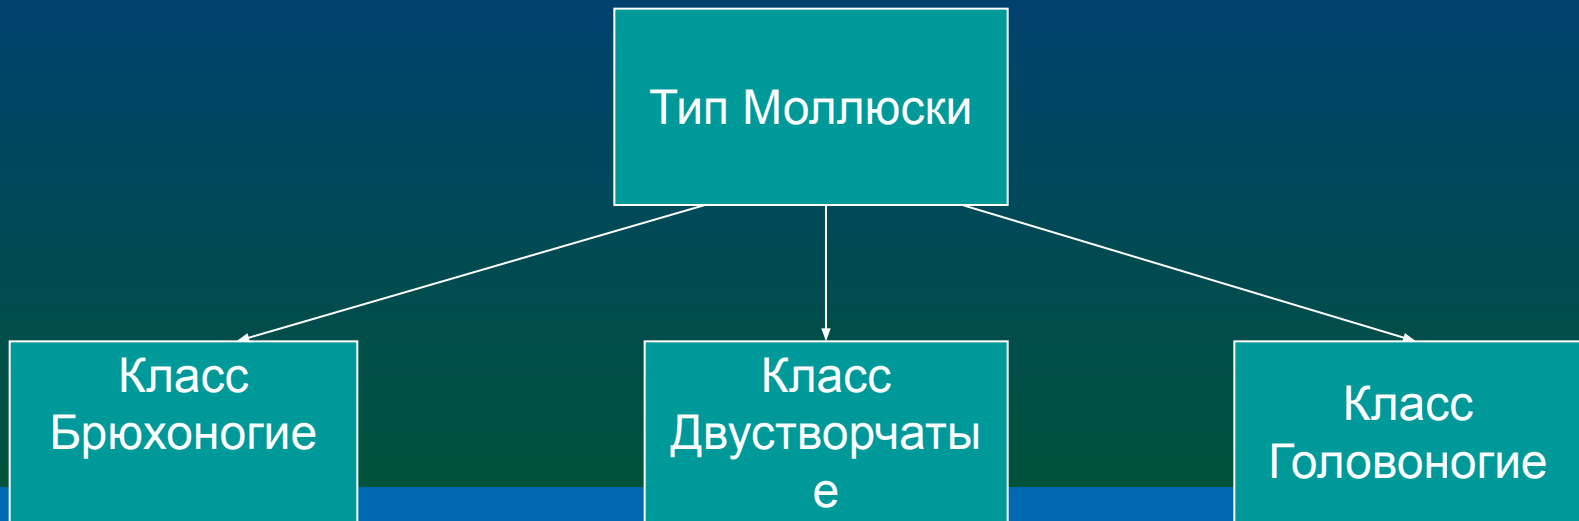 Тип Моллюски
Класс
Брюхоногие
Класс
Двустворчаты
е
Класс
Головоногие